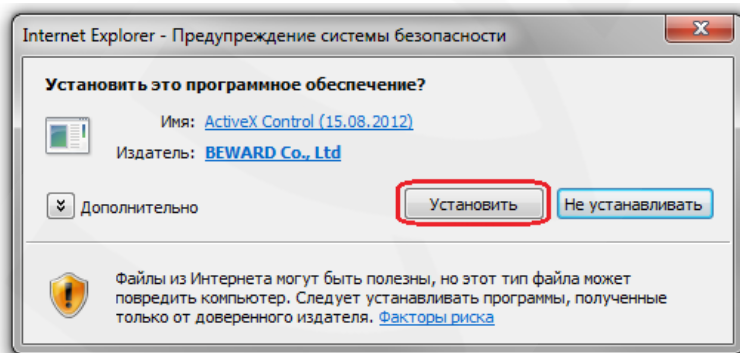 Internet Explorer - Предупреждение системы безопасности
Установить это программное обеспечение?
Имя: ActiveX Control (15.08.2012)
Издатель: BEWARD Co., Ltd
Дополнительно
Установить
Не устанавливать
Файлы из Интернета могут быть полезны, но этот тип файла может
повредить компьютер. Следует устанавливать программы, полученные
только от доверенного издателя. Факторы риска